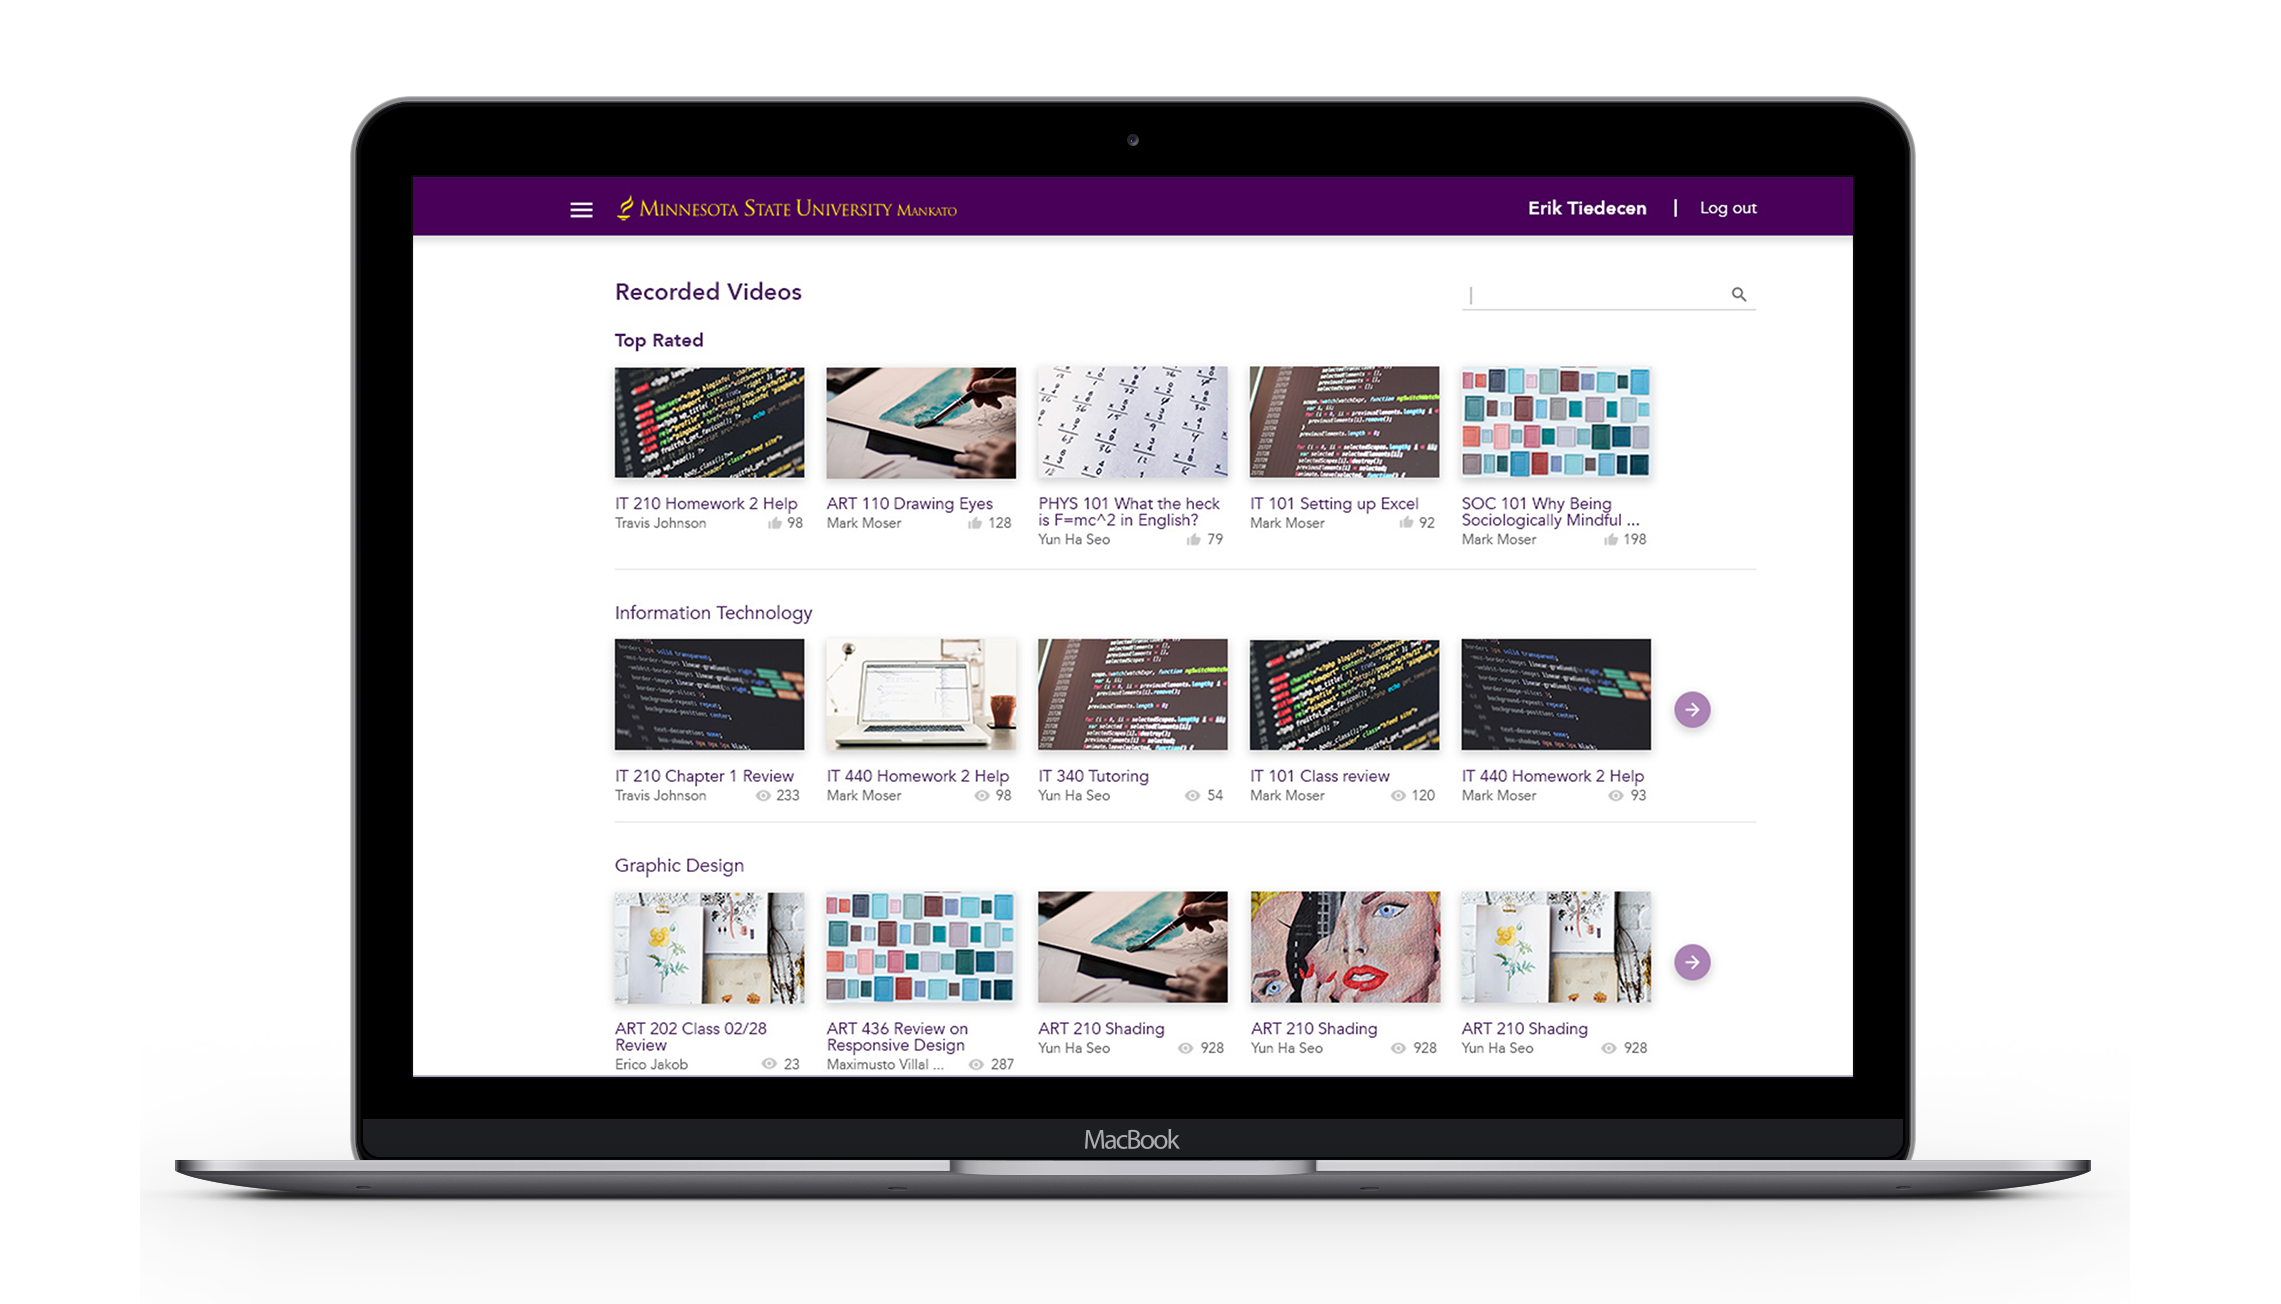 MINNESOTA STATE UNIVERSITY MANKATO
Erik Tiedecen | Log out
Recorded Videos
Top Rated
IT 210 Homework 2 Help
Travis Johnson 98
ART 110 Drawing Eyes
Mark Moser 128
PHYS 101 What the heck
is F=mc^2 in English?
Yun Ha Seo 79
IT 101 Setting up Excel
Mark Moser 92
SOC 101 Why Being
Sociologically Mindful ...
Mark Moser 198
Information Technology
IT 210 Chapter 1 Review
Travis Johnson 233
IT 440 Homework 2 Help
Mark Moser 98
IT 340 Tutoring
Yun Ha Seo 54
IT 101 Class review
Mark Moser 120
IT 440 Homework 2 Help
Mark Moser 93
Graphic Design
ART 202 Class 02/28
Review
Erico Jakob 23
ART 436 Review on
Responsive Design
Maximusto Villal ... 287
ART 210 Shading
Yun Ha Seo 928
ART 210 Shading
Yun Ha Seo 928
ART 210 Shading
Yun Ha Seo 928
MacBook